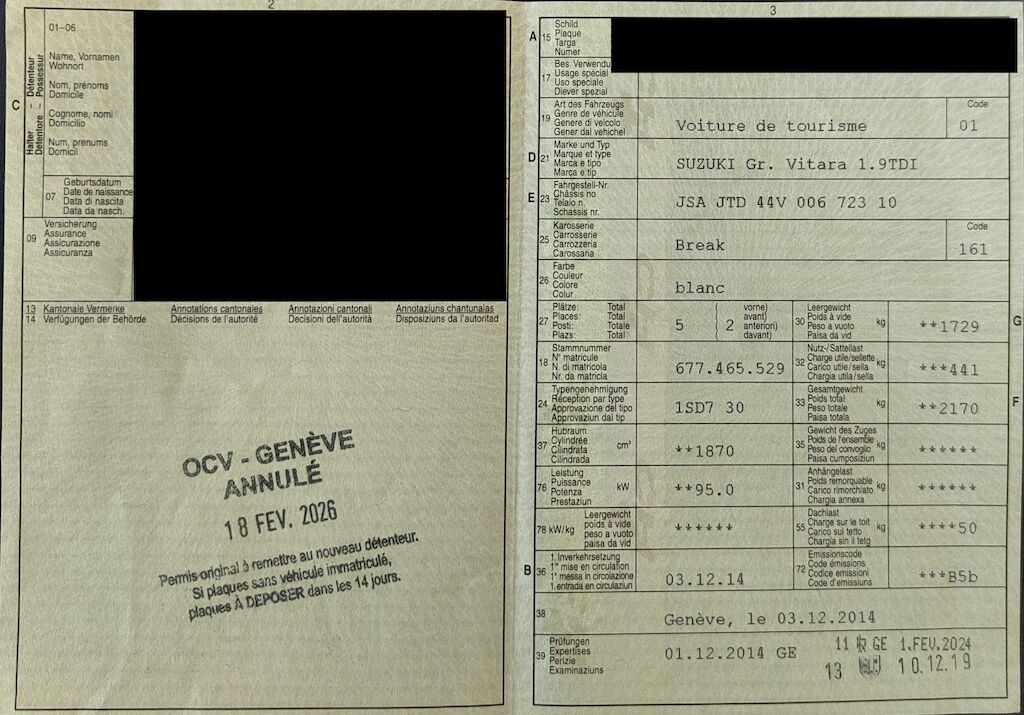 2
C
01–06
Halter – Détenteur
Detentore – Possessur
Name, Vornamen
Wohnort
Nom, prénoms
Domicile
Cognome, nomi
Domicilio
Num, prenums
Domicil
07
Geburtsdatum
Date de naissance
Data di nascita
Data da nasch.
09
Versicherung
Assurance
Assicurazione
Assicuranza
13 Kantonale Vermerke Annotations cantonales Annotazioni cantonali Annotaziuns chantunalas
14 Verfügungen der Behörde Décisions de l'autorité Decisioni dell'autorità Disposiziuns da l'autoritad
OCV - GENÈVE
ANNULÉ
18 FEV. 2026
Permis original à remettre au nouveau détenteur.
Si plaques sans véhicule immatriculé,
plaques À DEPOSER dans les 14 jours.
3
A 15
Schild
Plaque
Targa
Numer
17
Bes. Verwendu
Usage spécial
Uso speciale
Diever spezial
19
Art des Fahrzeugs
Genre de véhicule
Genere di veicolo
Gener dal vehichel
Voiture de tourisme
Code
01
D 21
Marke und Typ
Marque et type
Marca e tipo
Marca e tip
SUZUKI Gr. Vitara 1.9TDI
E 23
Fahrgestell-Nr.
Châssis no
Telaio n.
Schassis nr.
JSA JTD 44V 006 723 10
25
Karosserie
Carrosserie
Carrozzeria
Carossaria
Break
Code
161
26
Farbe
Couleur
Colore
Colur
blanc
27
Plätze: Total
Places: Total
Posti: Totale
Plazs: Total
5 ( 2
vorne)
avant)
anteriori)
davant)
30
Leergewicht
Poids à vide
Peso a vuoto
Paisa da vid
kg
**1729
G
18
Stammnummer
N° matricule
N. di matricola
Nr. da matricla
677.465.529
32
Nutz-/Sattellast
Charge utile/sellette
Carico utile/sella
Chargia utila/sella
kg
***441
24
Typengenehmigung
Réception par type
Approvazione del tipo
Approvaziun dal tip
1SD7 30
33
Gesamtgewicht
Poids total
Peso totale
Paisa totala
kg
**2170
F
37
Hubraum
Cylindrée
Cilindrata
Cilindrada
cm³
**1870
35
Gewicht des Zuges
Poids de l'ensemble
Peso del convoglio
Paisa cumposiziun
kg
******
76
Leistung
Puissance
Potenza
Prestaziun
kW
**95.0
31
Anhängelast
Poids remorquable
Carico rimorchiato
Chargia annexa
kg
******
78 kW/kg
Leergewicht
poids à vide
peso a vuoto
paisa da vid
******
55
Dachlast
Charge sur le toit
Carico sul tetto
Chargia sin il tetg
kg
****50
B 36
1. Inverkehrsetzung
1re mise en circulation
1a messa in circolazione
1. entrada en circulaziun
03.12.14
72
Emissionscode
Code émissions
Codice emissioni
Code d'emissiuns
***B5b
38
Genève, le 03.12.2014
39
Prüfungen
Expertises
Perizie
Examinaziuns
01.12.2014 GE
11 GE 1.FEV.2024
13 10.12.19